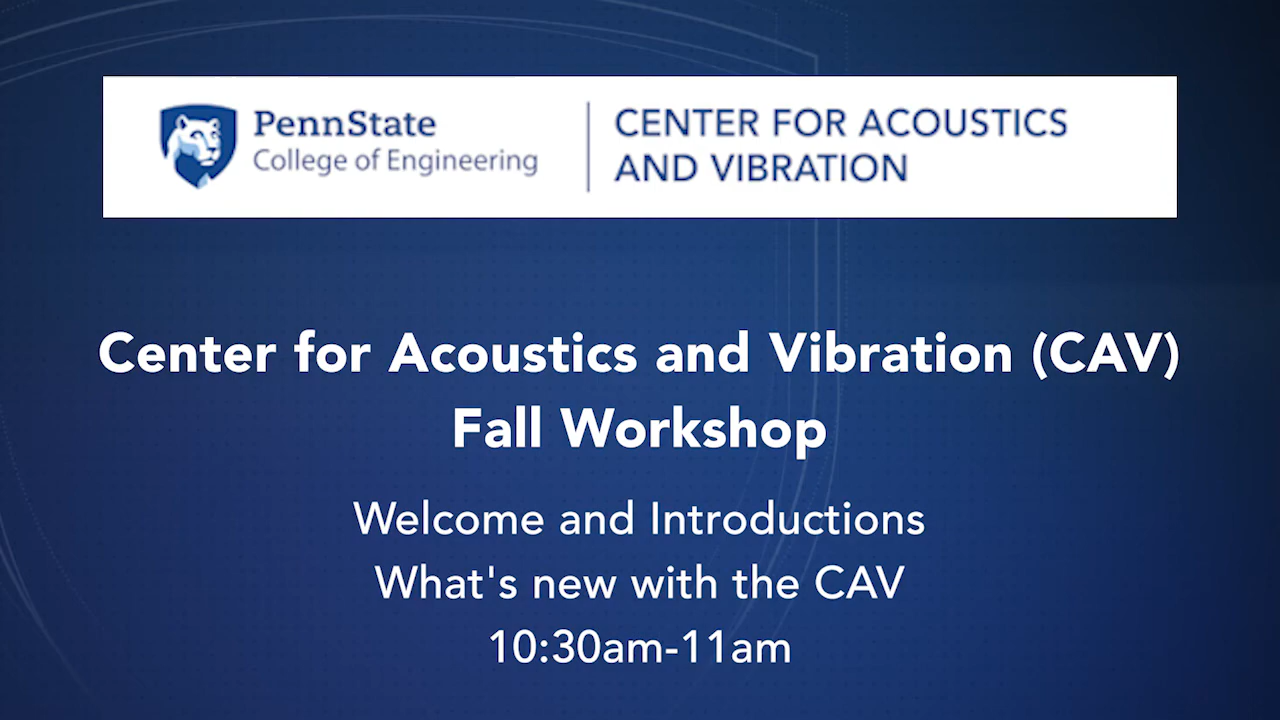 PennState
College of Engineering
CENTER FOR ACOUSTICS
AND VIBRATION
Center for Acoustics and Vibration (CAV)
Fall Workshop
Welcome and Introductions
What's new with the CAV
10:30am-11am